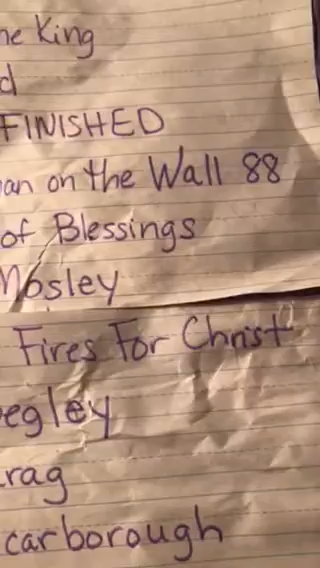 he King
d
FINISHED
an on the Wall 88
of Blessings
Mosley
Fires For Christ
egley
rag
carborough